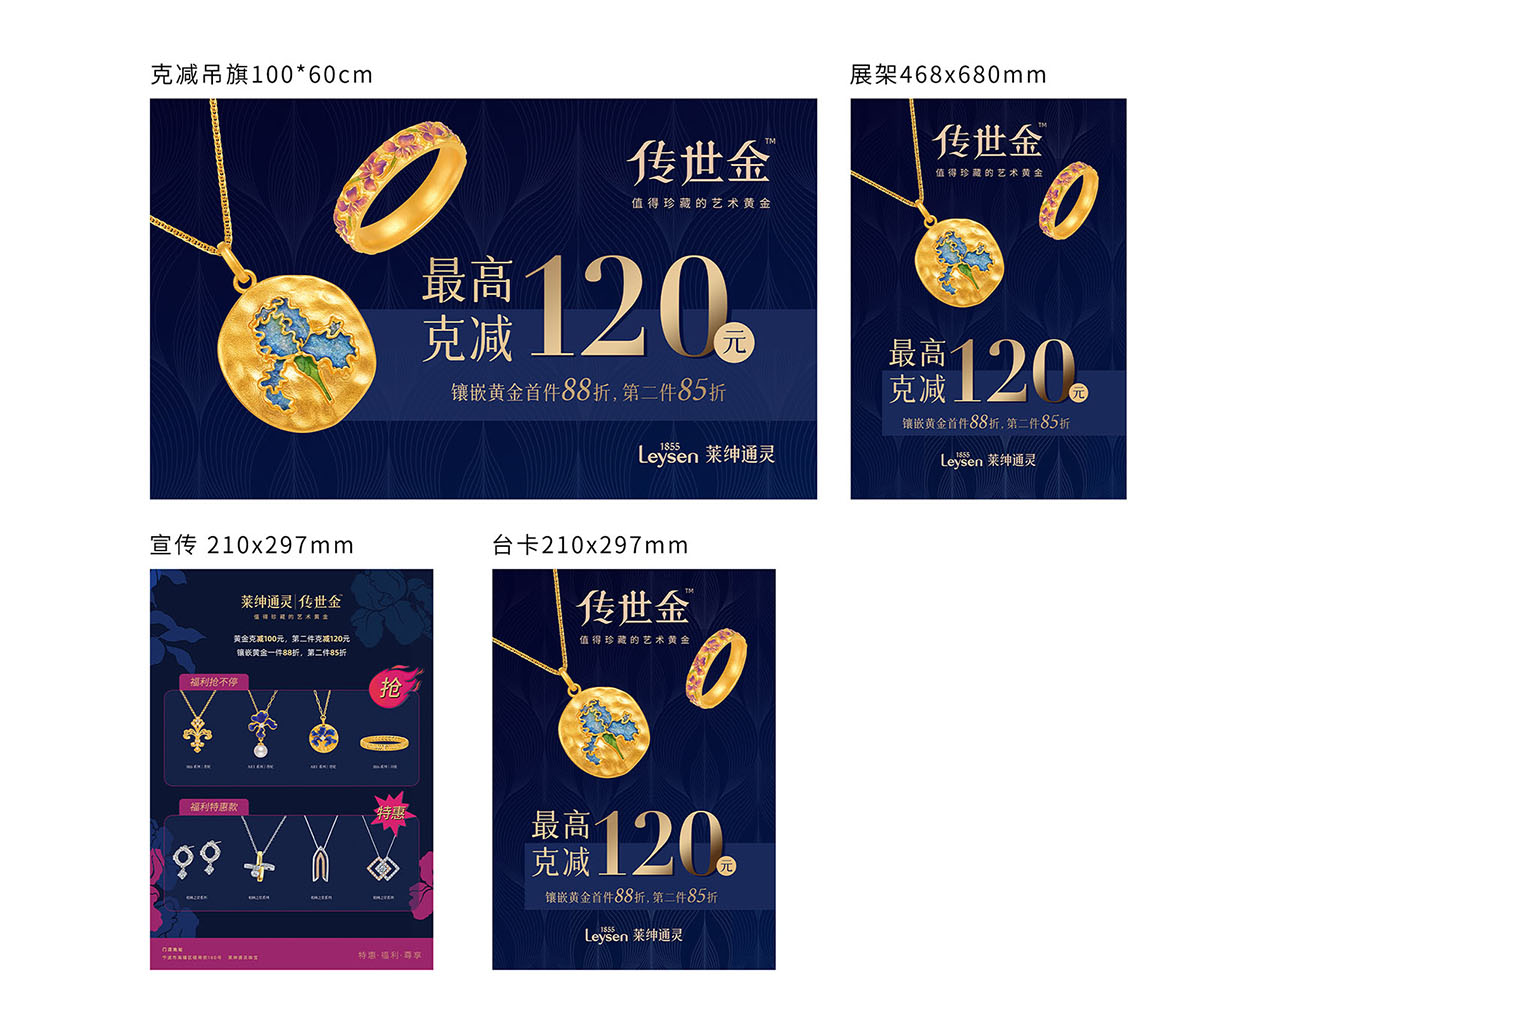 克减吊旗100*60cm
传世金™
值得珍藏的艺术黄金
最高
克减
120元
镶嵌黄金首件88折,第二件85折
1855
Leysen 莱绅通灵
展架468x680mm
传世金™
值得珍藏的艺术黄金
最高
克减
120元
镶嵌黄金首件88折,第二件85折
1855
Leysen 莱绅通灵
宣传 210x297mm
莱绅通灵|传世金
值得珍藏的艺术黄金
黄金克减100元，第二件克减120元
镶嵌黄金一件88折，第二件85折
福利抢不停
抢
福利特惠款
特惠
特惠·福利·尊享
台卡210x297mm
传世金™
值得珍藏的艺术黄金
最高
克减
120元
镶嵌黄金首件88折,第二件85折
1855
Leysen 莱绅通灵